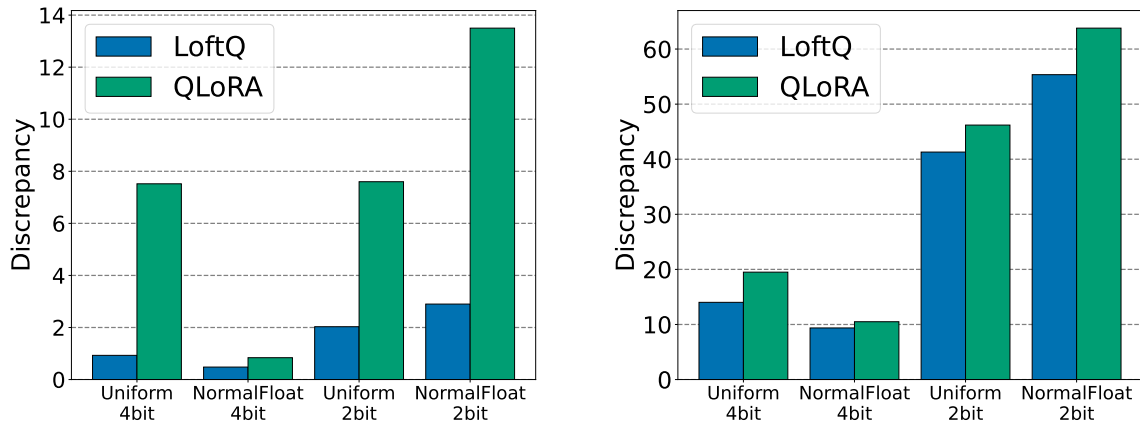 14
12
10
8
6
4
2
0
Discrepancy
LoftQ
QLoRA
Uniform
4bit
NormalFloat
4bit
Uniform
2bit
NormalFloat
2bit
60
50
40
30
20
10
0
Discrepancy
LoftQ
QLoRA
Uniform
4bit
NormalFloat
4bit
Uniform
2bit
NormalFloat
2bit